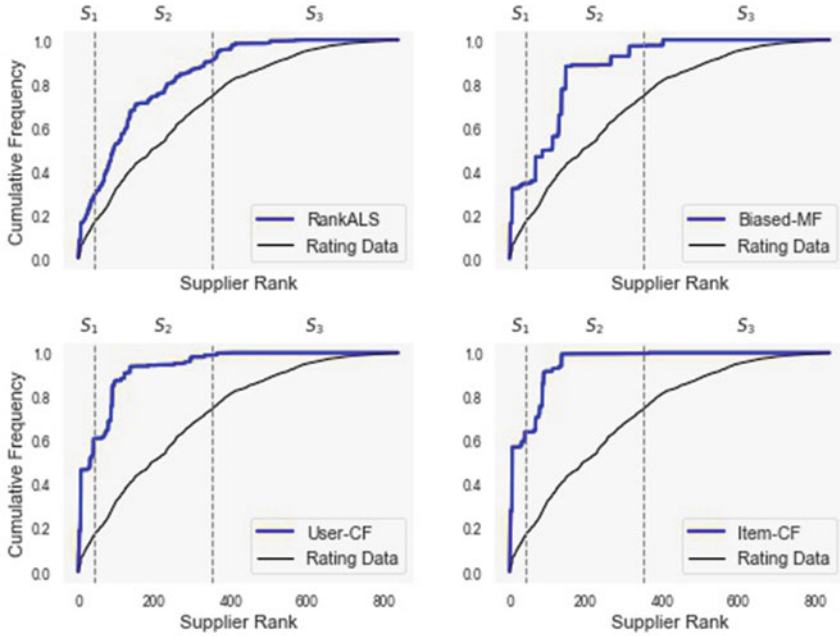 S₁ S₂ S₃
Cumulative Frequency
1.0
0.8
0.6
0.4
0.2
0.0
RankALS
Rating Data
Supplier Rank
S₁ S₂ S₃
1.0
0.8
0.6
0.4
0.2
0.0
Biased-MF
Rating Data
Supplier Rank
S₁ S₂ S₃
Cumulative Frequency
1.0
0.8
0.6
0.4
0.2
0.0
User-CF
Rating Data
0 200 400 600 800
Supplier Rank
S₁ S₂ S₃
1.0
0.8
0.6
0.4
0.2
0.0
Item-CF
Rating Data
0 200 400 600 800
Supplier Rank